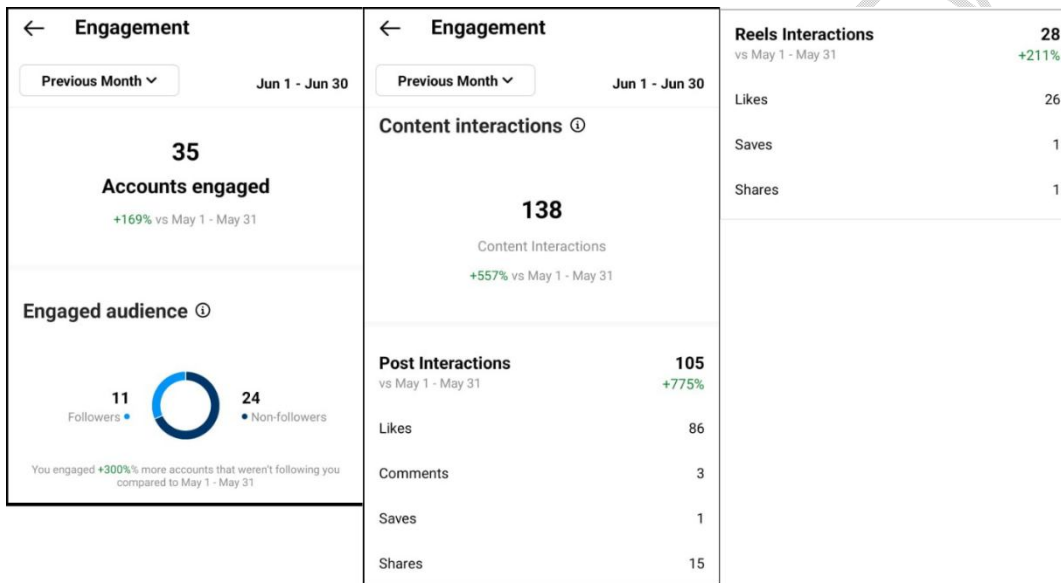 Engagement
Previous Month
Jun 1 - Jun 30
35
Accounts engaged
+169% vs May 1 - May 31
Engaged audience
11
Followers
24
Non-followers
You engaged +300%% more accounts that weren't following you
compared to May 1 - May 31
Engagement
Previous Month
Jun 1 - Jun 30
Content interactions
138
Content Interactions
+557% vs May 1 - May 31
Post Interactions 105
vs May 1 - May 31 +775%
Likes 86
Comments 3
Saves 1
Shares 15
Reels Interactions 28
vs May 1 - May 31 +211%
Likes 26
Saves 1
Shares 1